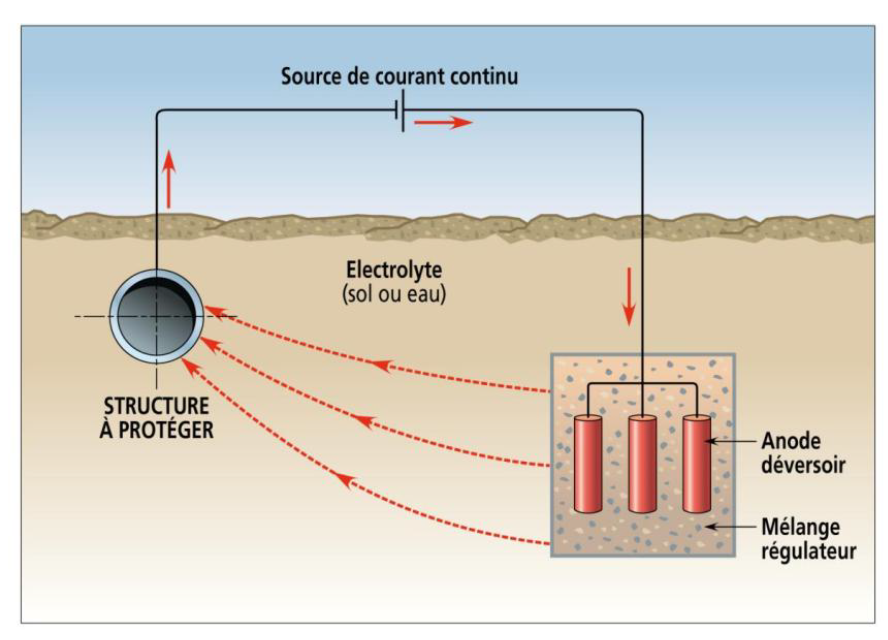 Source de courant continu
Electrolyte
(sol ou eau)
STRUCTURE
À PROTÉGER
Anode
déversoir
Mélange
régulateur